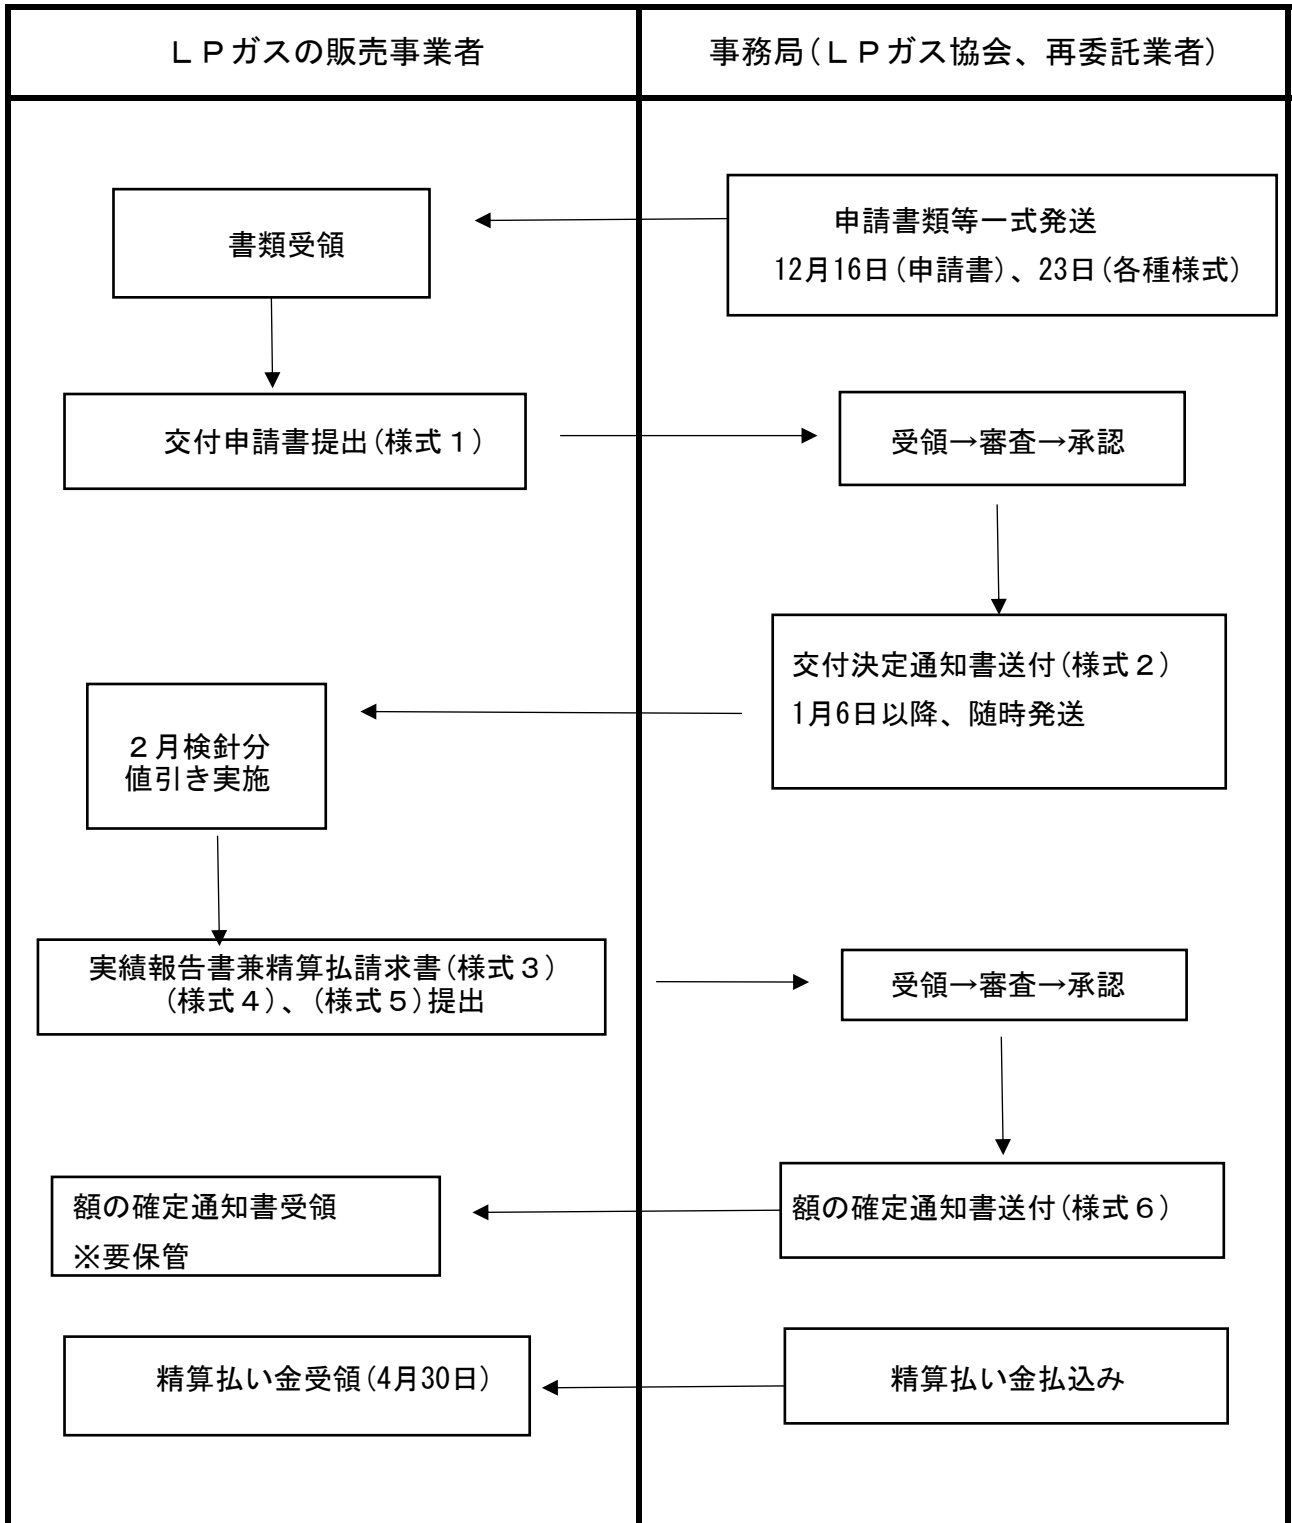 ＬＰガスの販売事業者
事務局(ＬＰガス協会、再委託業者)
申請書類等一式発送
12月16日(申請書)、23日(各種様式)
書類受領
交付申請書提出(様式１)
受領→審査→承認
交付決定通知書送付(様式２)
1月6日以降、随時発送
２月検針分
値引き実施
実績報告書兼精算払請求書(様式３)
(様式４)、(様式５)提出
受領→審査→承認
額の確定通知書送付(様式６)
額の確定通知書受領
※要保管
精算払い金払込み
精算払い金受領(4月30日)